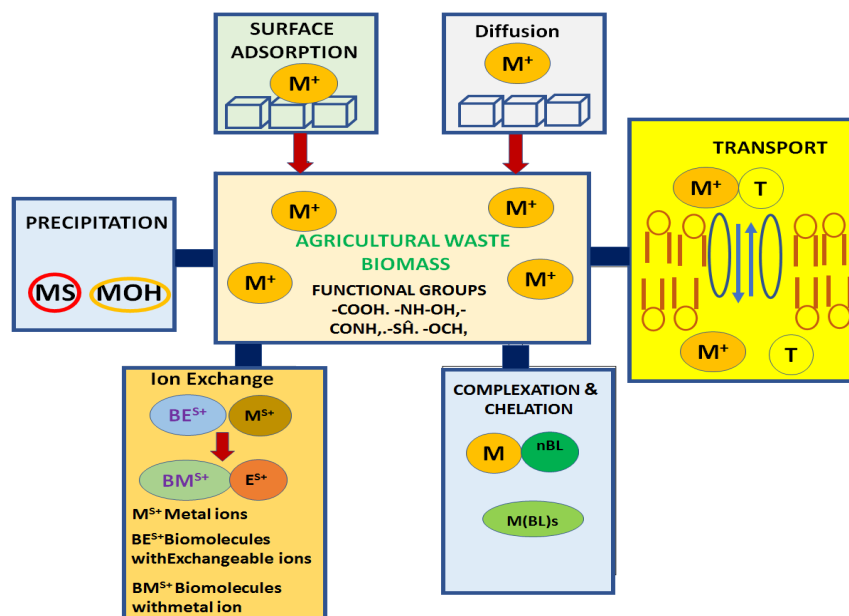 SURFACE
ADSORPTION
M⁺
Diffusion
M⁺
TRANSPORT
M⁺ T
M⁺ T
PRECIPITATION
MS MOH
M⁺ M⁺
AGRICULTURAL WASTE
BIOMASS
M⁺ M⁺
FUNCTIONAL GROUPS
-COOH. -NH-OH,-
CONH,.-SĤ. -OCH,
Ion Exchange
BEˢ⁺ Mˢ⁺
BMˢ⁺ Eˢ⁺
Mˢ⁺ Metal ions
BEˢ⁺Biomolecules
withExchangeable ions
BMˢ⁺ Biomolecules
withmetal ion
COMPLEXATION &
CHELATION
M nBL
M(BL)s